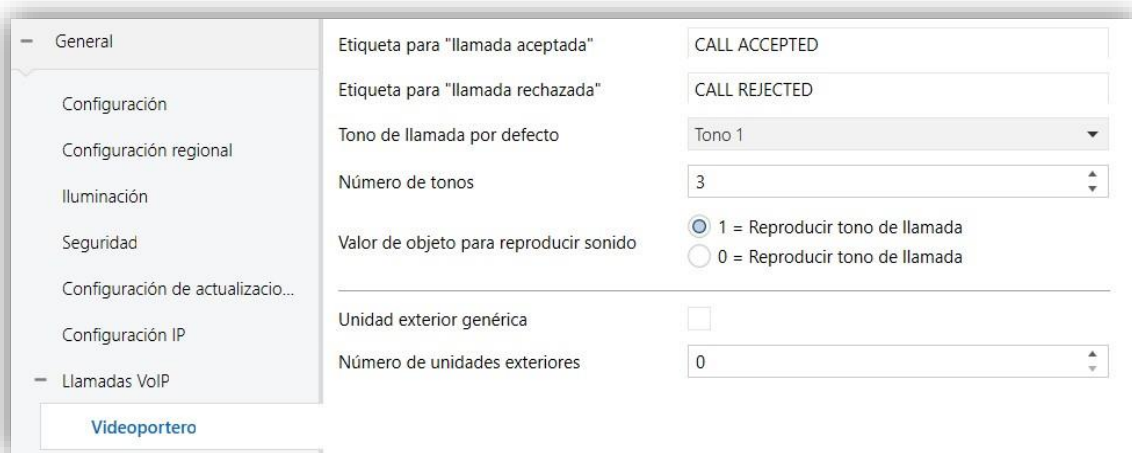 General
Configuración
Configuración regional
Iluminación
Seguridad
Configuración de actualizacio...
Configuración IP
Llamadas VoIP
Videoportero
Etiqueta para "llamada aceptada" CALL ACCEPTED
Etiqueta para "llamada rechazada" CALL REJECTED
Tono de llamada por defecto Tono 1
Número de tonos 3
Valor de objeto para reproducir sonido
1 = Reproducir tono de llamada
0 = Reproducir tono de llamada
Unidad exterior genérica
Número de unidades exteriores 0